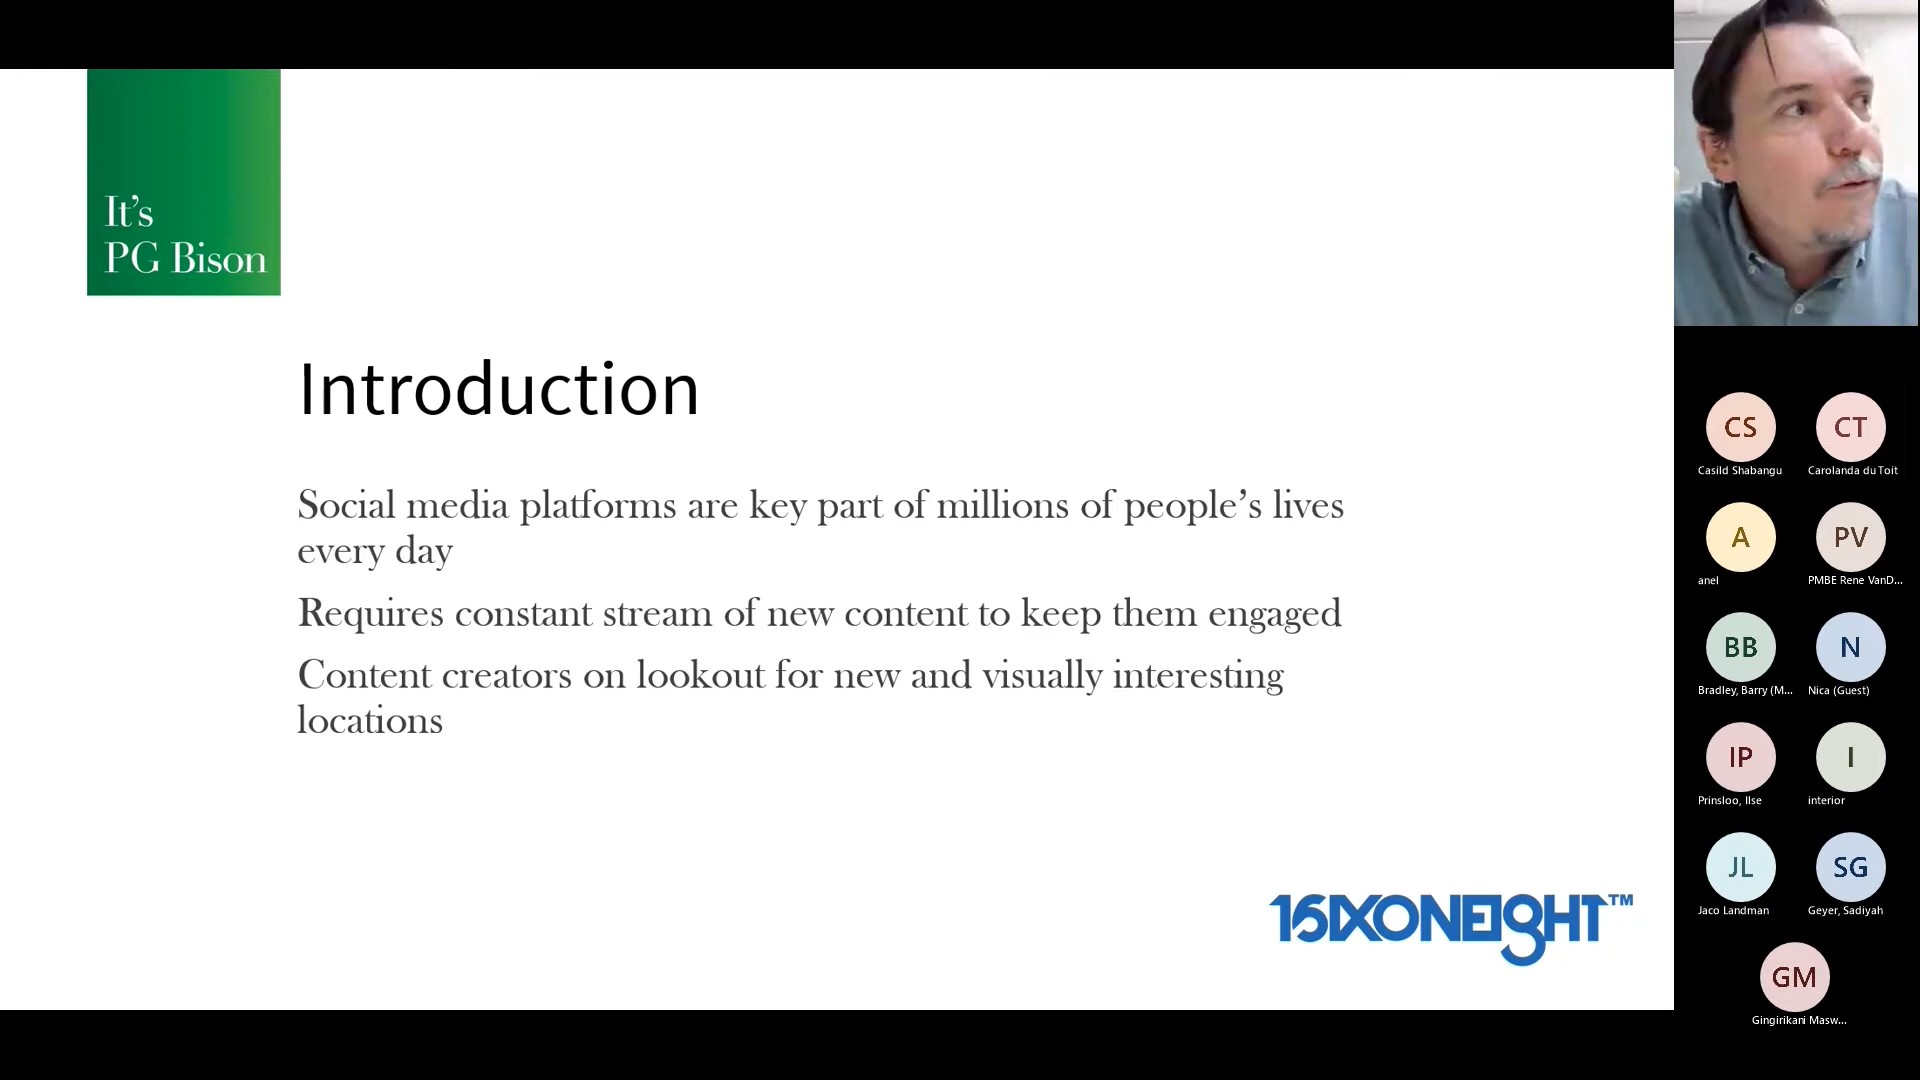 It's
PG Bison
Introduction
Social media platforms are key part of millions of people’s lives
every day
Requires constant stream of new content to keep them engaged
Content creators on lookout for new and visually interesting
locations
16IXONEIGHT™
CS
CT
Casild Shabangu
Carolanda du Toit
A
PV
anel
PMBE Rene VanD...
BB
N
Bradley, Barry (M...
Nica (Guest)
IP
I
Prinsloo, Ilse
interior
JL
SG
Jaco Landman
Geyer, Sadiyah
GM
Gingirikani Masw...